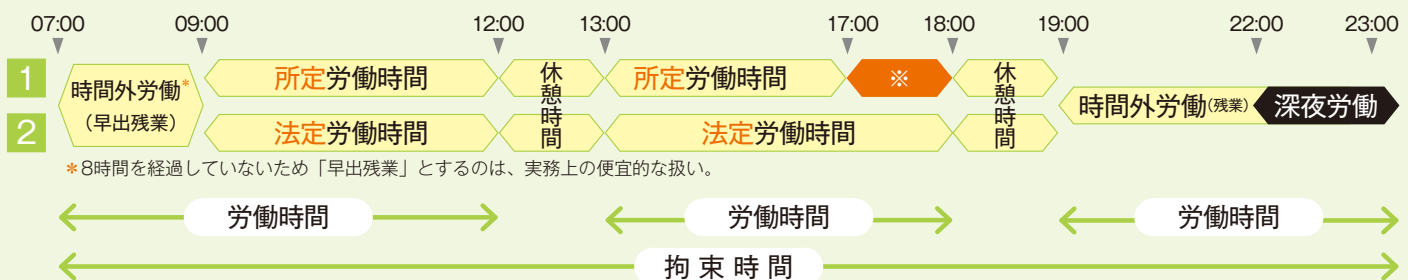 07:00 09:00 12:00 13:00 17:00 18:00 19:00 22:00 23:00
1 時間外労働* 所定労働時間 休憩時間 所定労働時間 ※ 休憩時間 時間外労働(残業) 深夜労働
(早出残業)
2 法定労働時間 法定労働時間
*8時間を経過していないため「早出残業」とするのは、実務上の便宜的な扱い。
労働時間 労働時間 労働時間
拘束時間